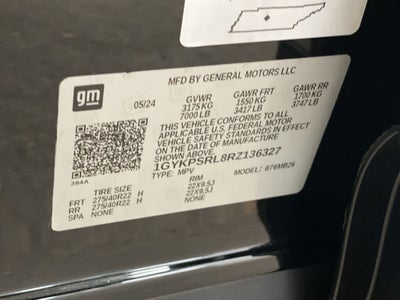 gm
MFD BY GENERAL MOTORS LLC
05/24 GVWR GAWR FRT GAWR RR
3175 KG 1550 KG 1700 KG
7000 LB 3417 LB 3747 LB
THIS VEHICLE CONFORMS TO ALL
APPLICABLE U.S. FEDERAL MOTOR
VEHICLE SAFETY STANDARDS IN EFFECT
ON THE DATE OF MANUFACTURE
SHOWN ABOVE.
1GYKPSRL8RZ136327
TYPE: MPV MODEL: 876MB26
384A
TIRE SIZE RIM
FRT 275/40R22 H 22X9.5J
RR 275/40R22 H 22X9.5J
SPA NONE NONE